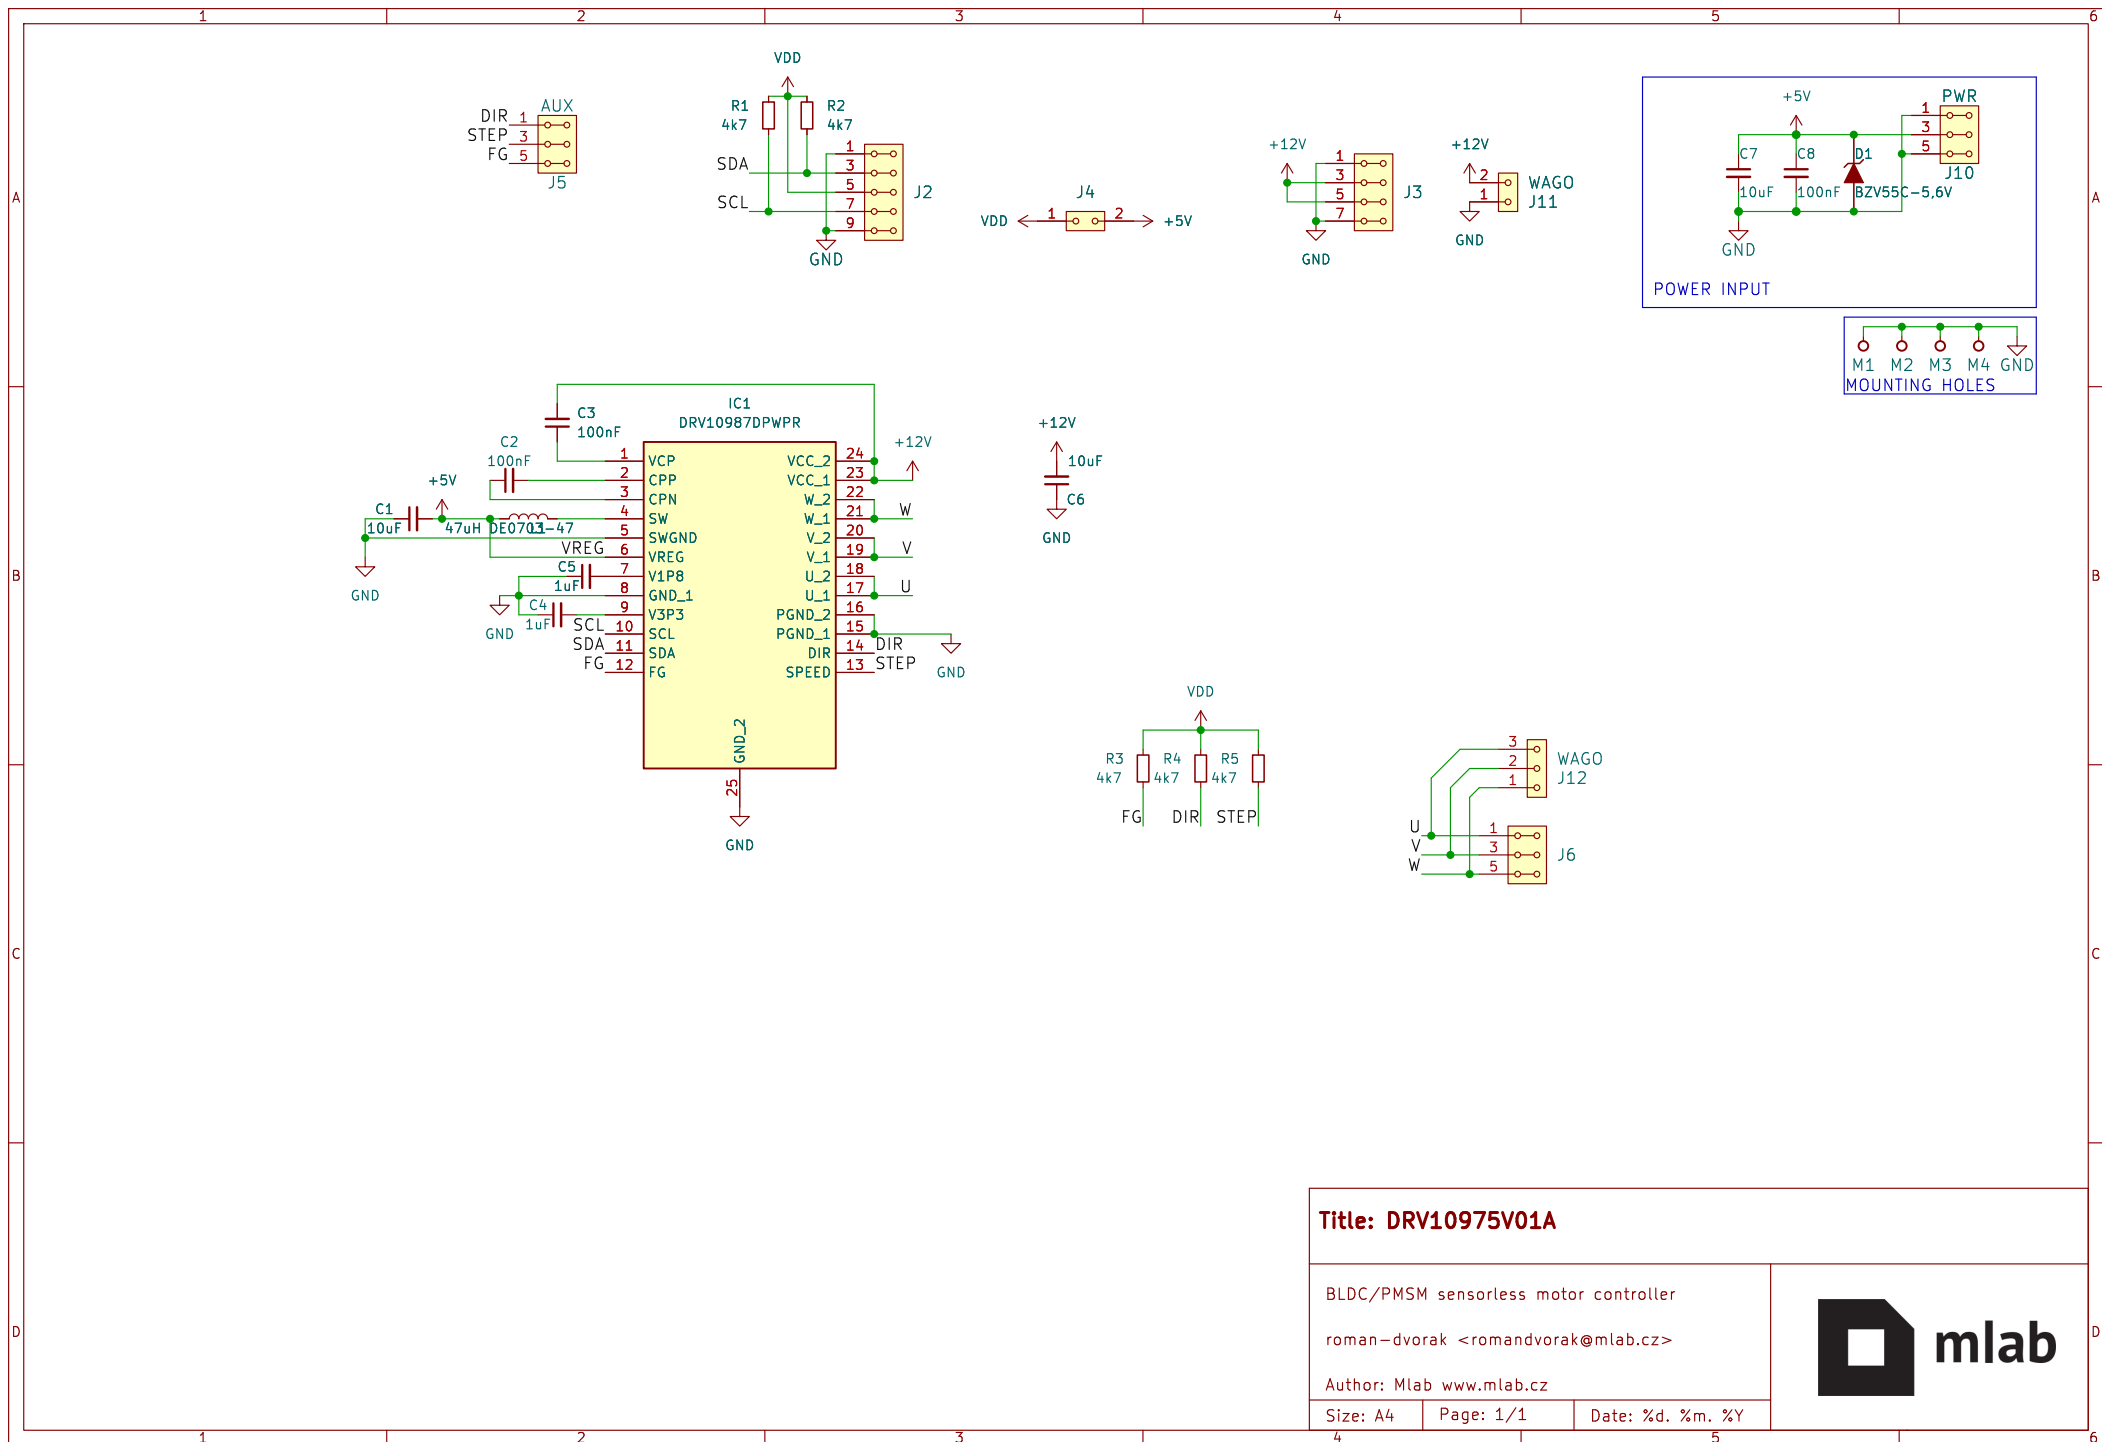 1 2 3 4 5 6
A
B
C
D
A
B
C
D
1 2 3 4 5 6
AUX
DIR 1
STEP 3
FG 5
J5
VDD
R1
4k7
R2
4k7
SDA
SCL
1
3
5
7
9
J2
GND
J4
VDD 1 2 +5V
+12V
1
3
5
7
J3
GND
+12V
2
1
WAGO
J11
GND
+5V
PWR
1
3
5
J10
C7
10uF
C8
100nF
D1
BZV55C-5,6V
GND
POWER INPUT
M1 M2 M3 M4 GND
MOUNTING HOLES
C3
100nF
C2
100nF
+5V
C1
10uF
47uH DE0703-47
L1
GND
VREG
C5
1uF
C4
1uF
GND
SCL
SDA
FG
IC1
DRV10987DPWPR
1 VCP
2 CPP
3 CPN
4 SW
5 SWGND
6 VREG
7 V1P8
8 GND_1
9 V3P3
10 SCL
11 SDA
12 FG
VCC_2 24
VCC_1 23
W_2 22
W_1 21
V_2 20
V_1 19
U_2 18
U_1 17
PGND_2 16
PGND_1 15
DIR 14
SPEED 13
GND_2
25
GND
+12V
W
V
U
DIR
STEP
GND
+12V
10uF
C6
GND
VDD
R3
4k7
R4
4k7
R5
4k7
FG DIR STEP
3
2
1
WAGO
J12
U 1
V 3
W 5
J6
Title: DRV10975V01A
BLDC/PMSM sensorless motor controller
roman-dvorak <romandvorak@mlab.cz>
Author: Mlab www.mlab.cz
Size: A4 Page: 1/1 Date: %d. %m. %Y
mlab